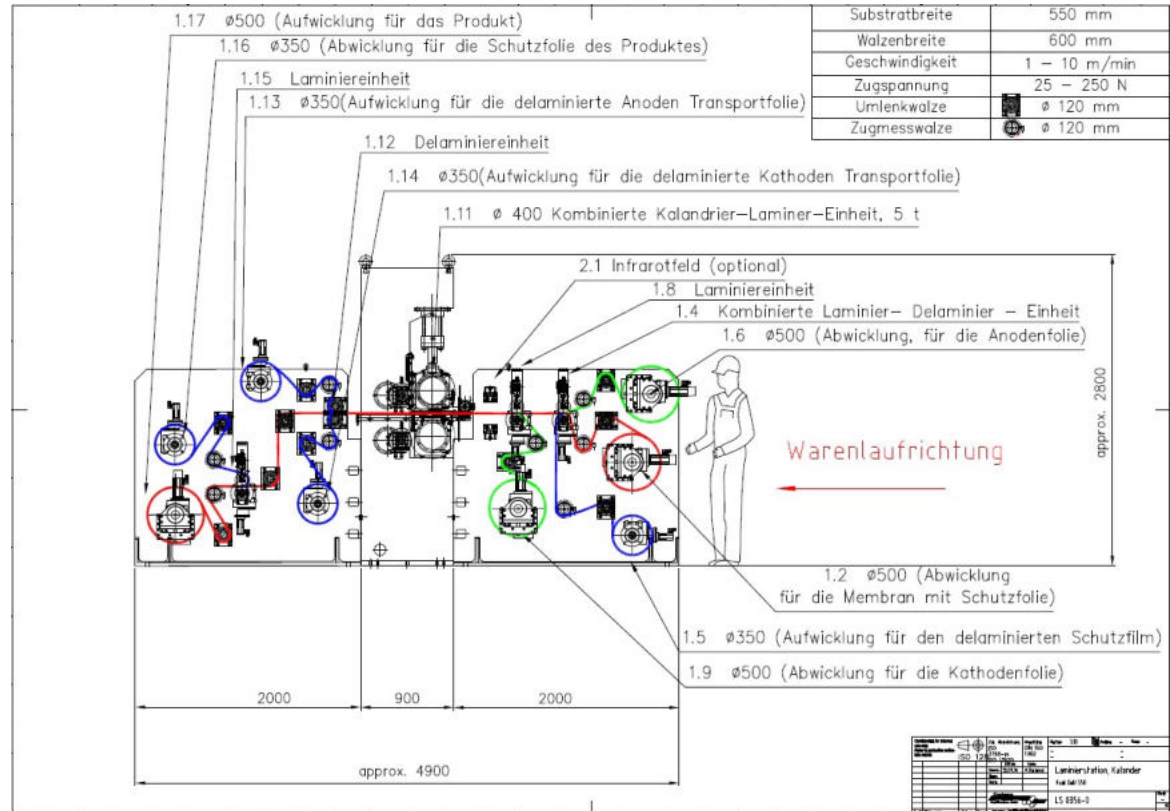 1.17 ø500 (Aufwicklung für das Produkt)
1.16 ø350 (Abwicklung für die Schutzfolie des Produktes)
1.15 Laminiereinheit
1.13 ø350(Aufwicklung für die delaminierte Anoden Transportfolie)
1.12 Delaminiereinheit
1.14 ø350(Aufwicklung für die delaminierte Kathoden Transportfolie)
1.11 ø 400 Kombinierte Kalandrier-Laminer-Einheit, 5 t
2.1 Infrarotfeld (optional)
1.8 Laminiereinheit
1.4 Kombinierte Laminier- Delaminier - Einheit
1.6 ø500 (Abwicklung, für die Anodenfolie)
Substratbreite 550 mm
Walzenbreite 600 mm
Geschwindigkeit 1 - 10 m/min
Zugspannung 25 - 250 N
Umlenkwalze ø 120 mm
Zugmesswalze ø 120 mm
approx. 2800
Warenlaufrichtung
1.2 ø500 (Abwicklung
für die Membran mit Schutzfolie)
1.5 ø350 (Aufwicklung für den delaminierten Schutzfilm)
1.9 ø500 (Abwicklung für die Kathodenfolie)
2000
900
2000
approx. 4900
Laminierstation, Kalander
LS 0356-0